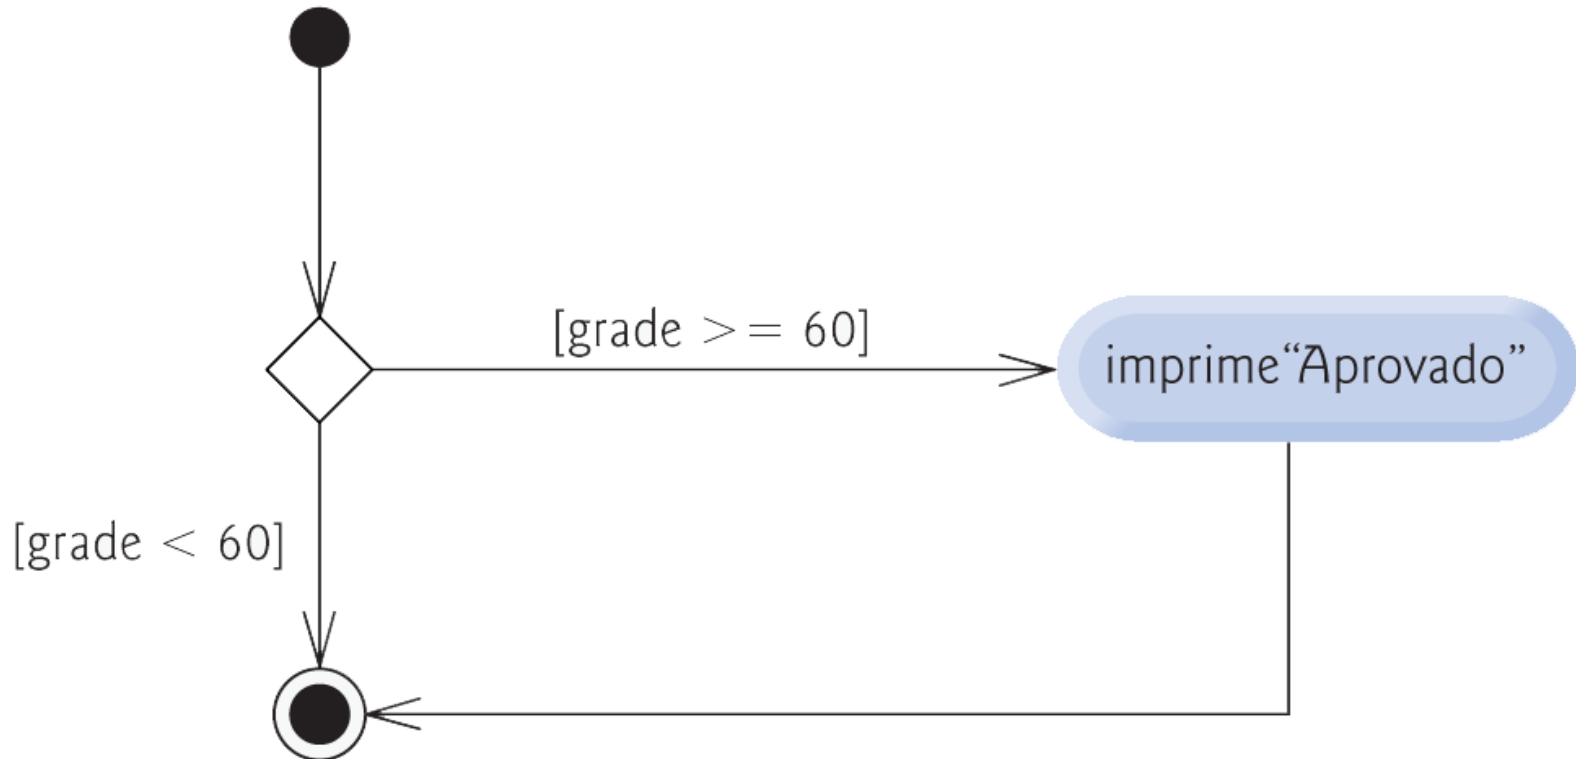 [grade >= 60]
imprime“Aprovado”
[grade < 60]